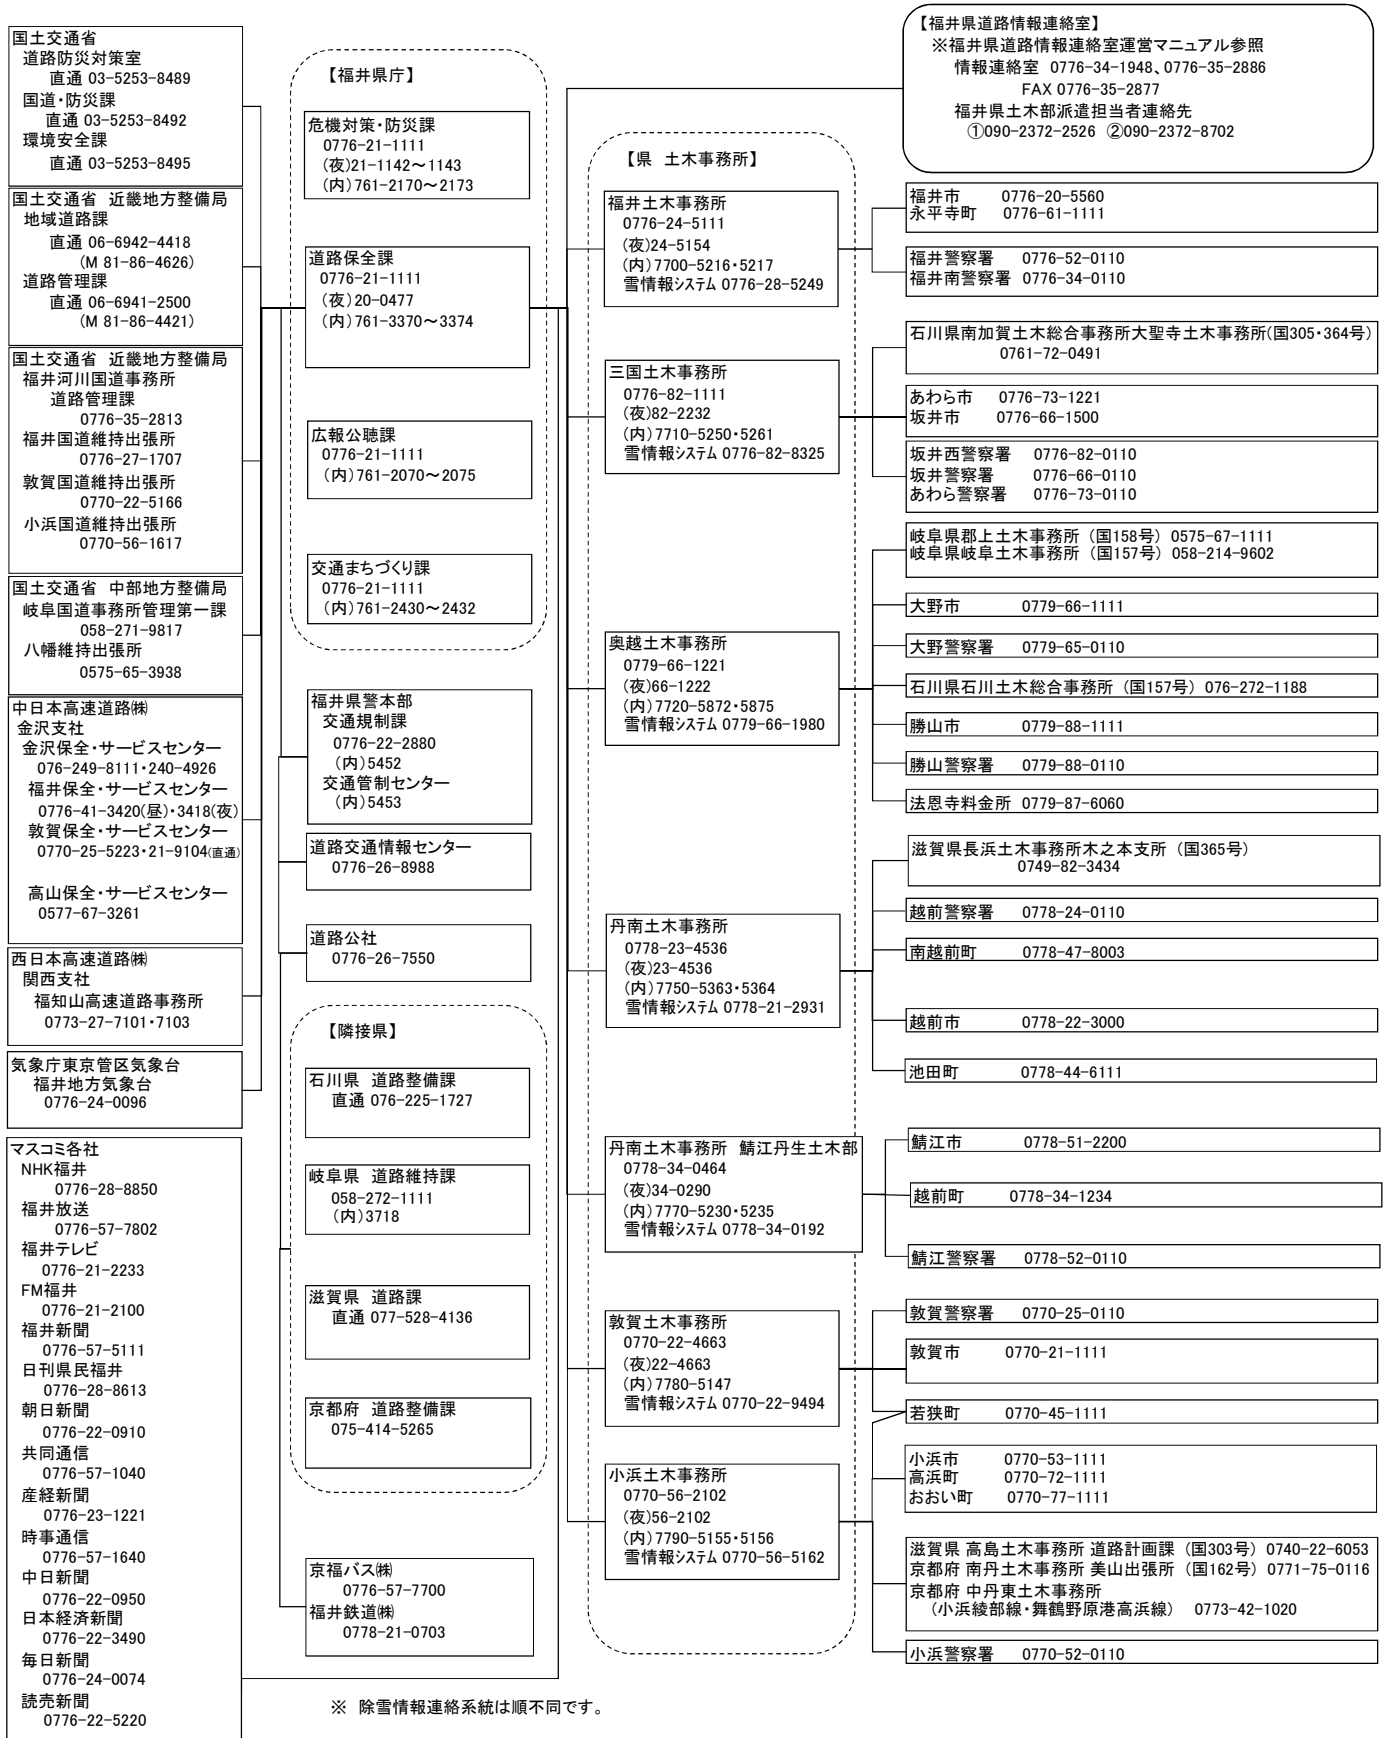 国土交通省
道路防災対策室
直通 03-5253-8489
国道・防災課
直通 03-5253-8492
環境安全課
直通 03-5253-8495
国土交通省 近畿地方整備局
地域道路課
直通 06-6942-4418
(M 81-86-4626)
道路管理課
直通 06-6941-2500
(M 81-86-4421)
国土交通省 近畿地方整備局
福井河川国道事務所
道路管理課
0776-35-2813
福井国道維持出張所
0776-27-1707
敦賀国道維持出張所
0770-22-5166
小浜国道維持出張所
0770-56-1617
国土交通省 中部地方整備局
岐阜国道事務所管理第一課
058-271-9817
八幡維持出張所
0575-65-3938
中日本高速道路㈱
金沢支社
金沢保全・サービスセンター
076-249-8111・240-4926
福井保全・サービスセンター
0776-41-3420(昼)・3418(夜)
敦賀保全・サービスセンター
0770-25-5223・21-9104(直通)
高山保全・サービスセンター
0577-67-3261
西日本高速道路㈱
関西支社
福知山高速道路事務所
0773-27-7101・7103
気象庁東京管区気象台
福井地方気象台
0776-24-0096
マスコミ各社
NHK福井
0776-28-8850
福井放送
0776-57-7802
福井テレビ
0776-21-2233
FM福井
0776-21-2100
福井新聞
0776-57-5111
日刊県民福井
0776-28-8613
朝日新聞
0776-22-0910
共同通信
0776-57-1040
産経新聞
0776-23-1221
時事通信
0776-57-1640
中日新聞
0776-22-0950
日本経済新聞
0776-22-3490
毎日新聞
0776-24-0074
読売新聞
0776-22-5220
【福井県庁】
危機対策・防災課
0776-21-1111
(夜)21-1142～1143
(内)761-2170～2173
道路保全課
0776-21-1111
(夜)20-0477
(内)761-3370～3374
広報公聴課
0776-21-1111
(内)761-2070～2075
交通まちづくり課
0776-21-1111
(内)761-2430～2432
福井県警本部
交通規制課
0776-22-2880
(内)5452
交通管制センター
(内)5453
道路交通情報センター
0776-26-8988
道路公社
0776-26-7550
【隣接県】
石川県 道路整備課
直通 076-225-1727
岐阜県 道路維持課
058-272-1111
(内)3718
滋賀県 道路課
直通 077-528-4136
京都府 道路整備課
075-414-5265
京福バス㈱
0776-57-7700
福井鉄道㈱
0778-21-0703
※ 除雪情報連絡系統は順不同です。
【県 土木事務所】
福井土木事務所
0776-24-5111
(夜)24-5154
(内)7700-5216・5217
雪情報システム 0776-28-5249
三国土木事務所
0776-82-1111
(夜)82-2232
(内)7710-5250・5261
雪情報システム 0776-82-8325
奥越土木事務所
0779-66-1221
(夜)66-1222
(内)7720-5872・5875
雪情報システム 0779-66-1980
丹南土木事務所
0778-23-4536
(夜)23-4536
(内)7750-5363・5364
雪情報システム 0778-21-2931
丹南土木事務所 鯖江丹生土木部
0778-34-0464
(夜)34-0290
(内)7770-5230・5235
雪情報システム 0778-34-0192
敦賀土木事務所
0770-22-4663
(夜)22-4663
(内)7780-5147
雪情報システム 0770-22-9494
小浜土木事務所
0770-56-2102
(夜)56-2102
(内)7790-5155・5156
雪情報システム 0770-56-5162
【福井県道路情報連絡室】
※福井県道路情報連絡室運営マニュアル参照
情報連絡室 0776-34-1948、0776-35-2886
FAX 0776-35-2877
福井県土木部派遣担当者連絡先
①090-2372-2526 ②090-2372-8702
福井市 0776-20-5560
永平寺町 0776-61-1111
福井警察署 0776-52-0110
福井南警察署 0776-34-0110
石川県南加賀土木総合事務所大聖寺土木事務所(国305・364号)
0761-72-0491
あわら市 0776-73-1221
坂井市 0776-66-1500
坂井西警察署 0776-82-0110
坂井警察署 0776-66-0110
あわら警察署 0776-73-0110
岐阜県郡上土木事務所 (国158号) 0575-67-1111
岐阜県岐阜土木事務所 (国157号) 058-214-9602
大野市 0779-66-1111
大野警察署 0779-65-0110
石川県石川土木総合事務所 (国157号) 076-272-1188
勝山市 0779-88-1111
勝山警察署 0779-88-0110
法恩寺料金所 0779-87-6060
滋賀県長浜土木事務所木之本支所 (国365号)
0749-82-3434
越前警察署 0778-24-0110
南越前町 0778-47-8003
越前市 0778-22-3000
池田町 0778-44-6111
鯖江市 0778-51-2200
越前町 0778-34-1234
鯖江警察署 0778-52-0110
敦賀警察署 0770-25-0110
敦賀市 0770-21-1111
若狭町 0770-45-1111
小浜市 0770-53-1111
高浜町 0770-72-1111
おおい町 0770-77-1111
滋賀県 高島土木事務所 道路計画課 (国303号) 0740-22-6053
京都府 南丹土木事務所 美山出張所 (国162号) 0771-75-0116
京都府 中丹東土木事務所
(小浜綾部線・舞鶴野原港高浜線) 0773-42-1020
小浜警察署 0770-52-0110